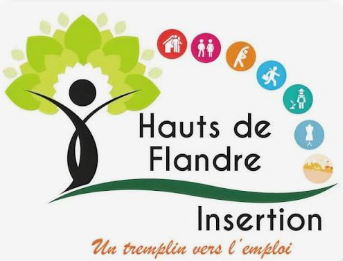 Hauts de
Flandre
Insertion
Un tremplin vers l'emploi